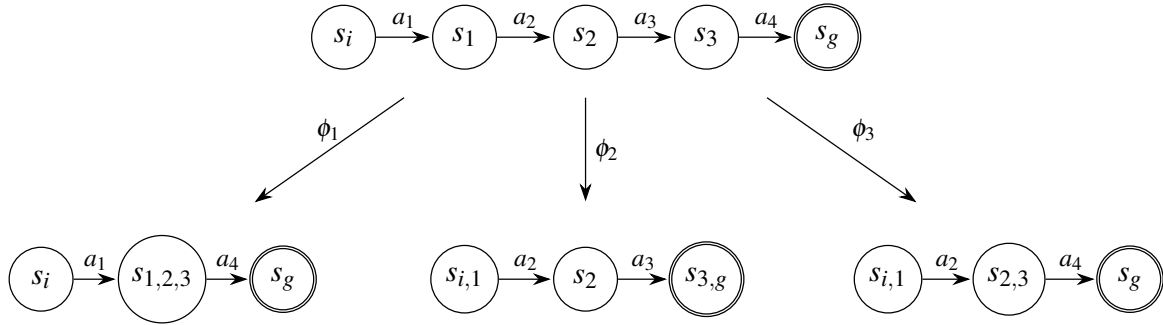 s_i a_1 s_1 a_2 s_2 a_3 s_3 a_4 s_g
ϕ_1 ϕ_2 ϕ_3
s_i a_1 s_{1,2,3} a_4 s_g s_{i,1} a_2 s_2 a_3 s_{3,g} s_{i,1} a_2 s_{2,3} a_4 s_g